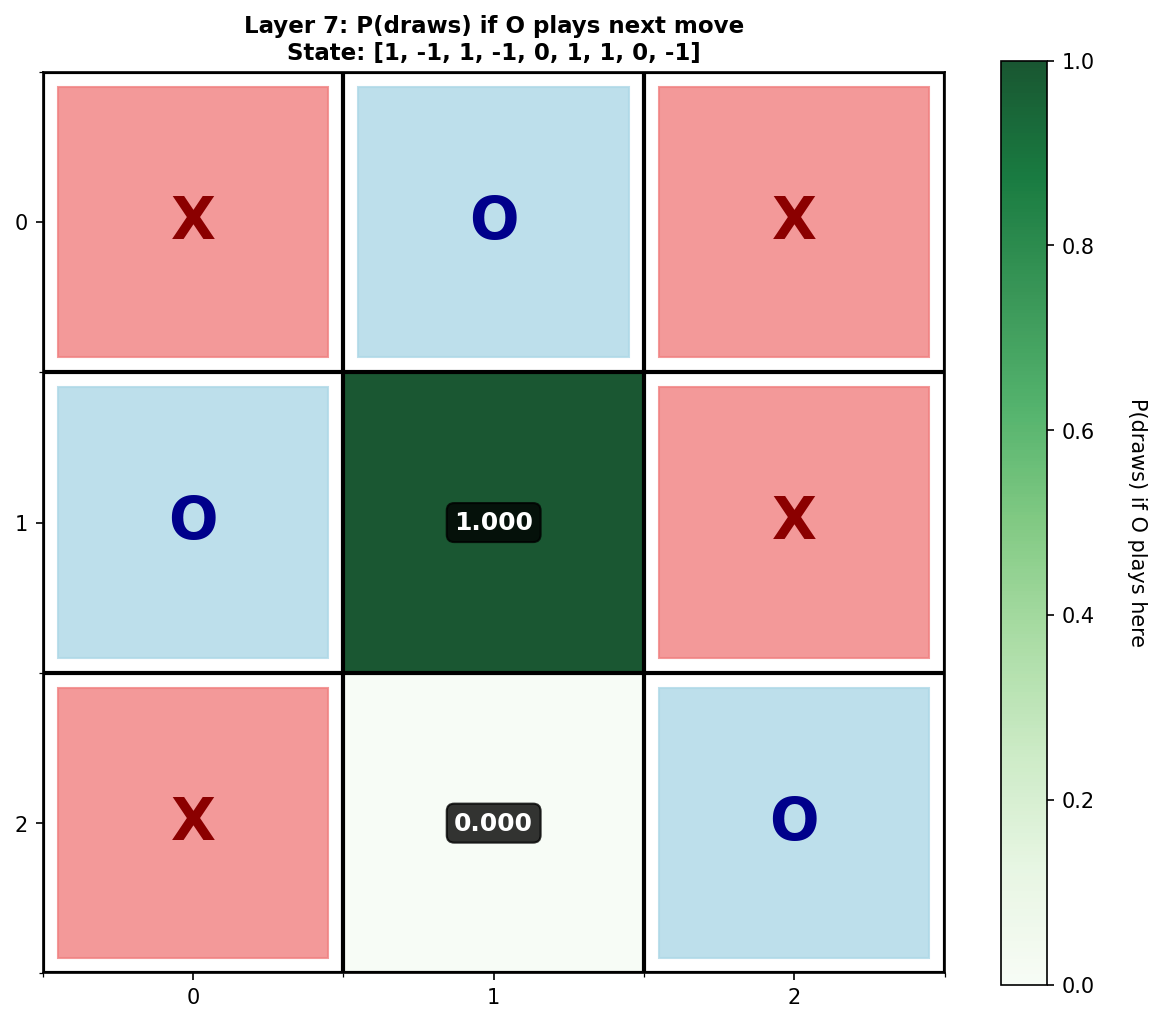 Layer 7: P(draws) if O plays next move
State: [1, -1, 1, -1, 0, 1, 1, 0, -1]
X O X
O 1.000 X
X 0.000 O
0
1
2
0 1 2
1.0
0.8
0.6
0.4
0.2
0.0
P(draws) if O plays here